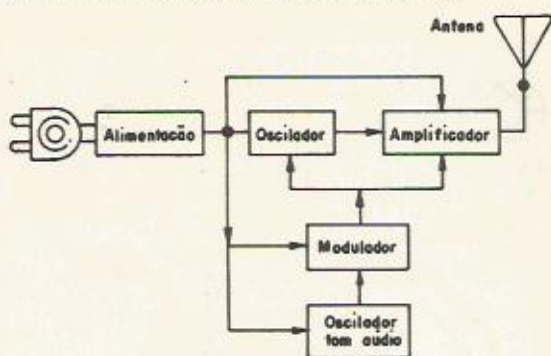 Antena
Alimentação
Oscilador
Amplificador
Modulador
Oscilador
tom audio